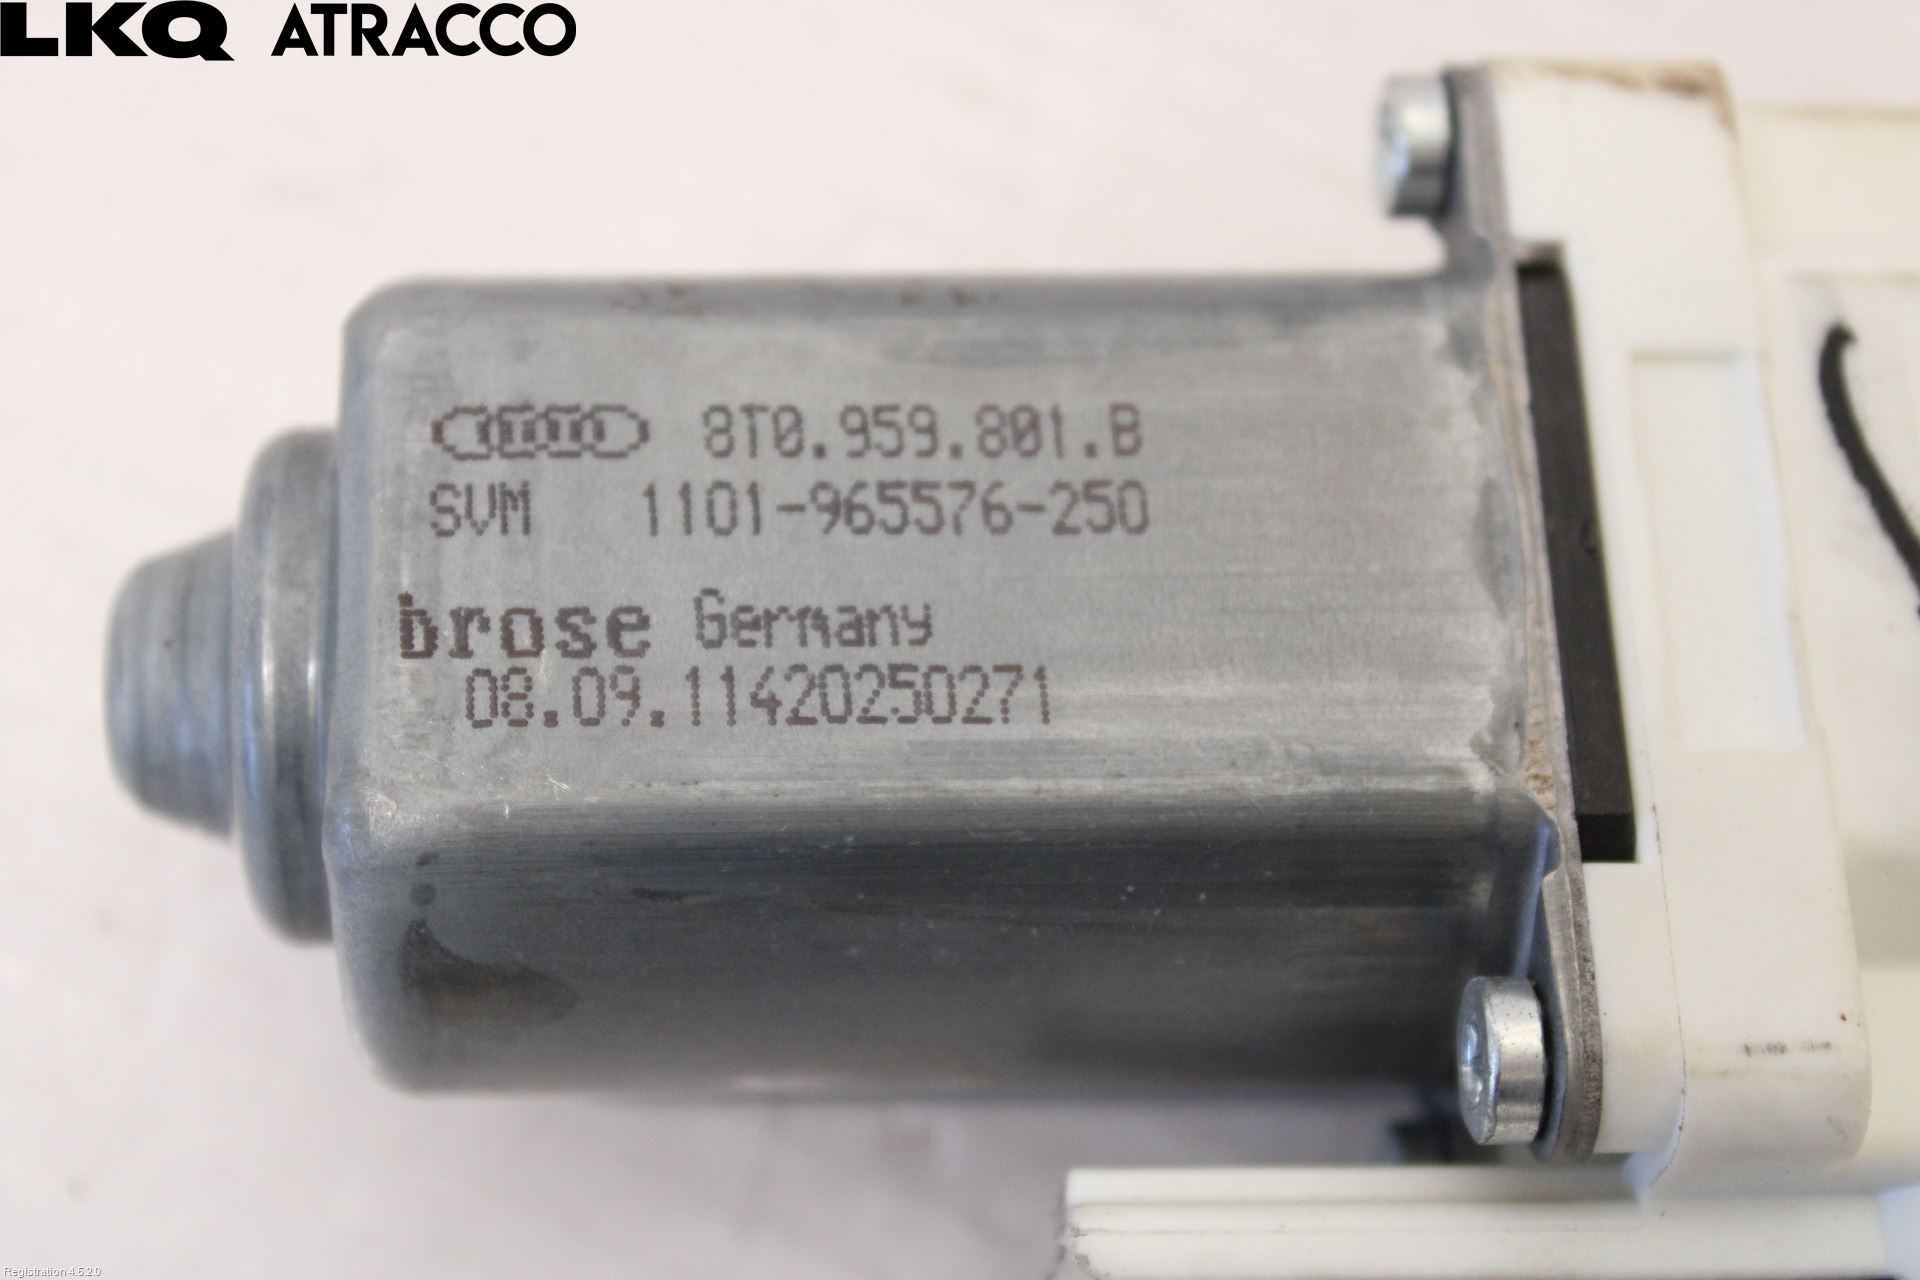 LKQ ATRACCO
8T0.959.801.B
SVM 1101-965576-250
brose Germany
08.09.11420250271
Registration 4.5.2.0